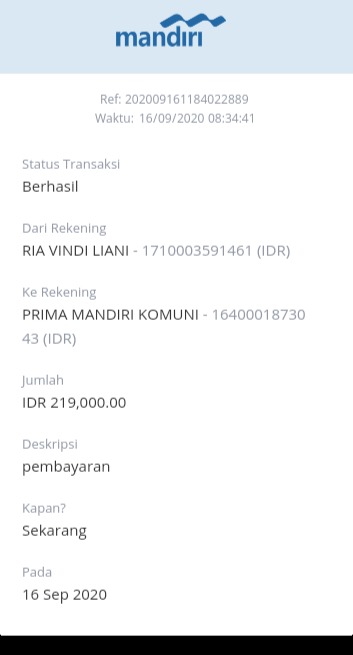 mandiri
Ref: 202009161184022889
Waktu: 16/09/2020 08:34:41
Status Transaksi
Berhasil
Dari Rekening
RIA VINDI LIANI - 1710003591461 (IDR)
Ke Rekening
PRIMA MANDIRI KOMUNI - 16400018730
43 (IDR)
Jumlah
IDR 219,000.00
Deskripsi
pembayaran
Kapan?
Sekarang
Pada
16 Sep 2020